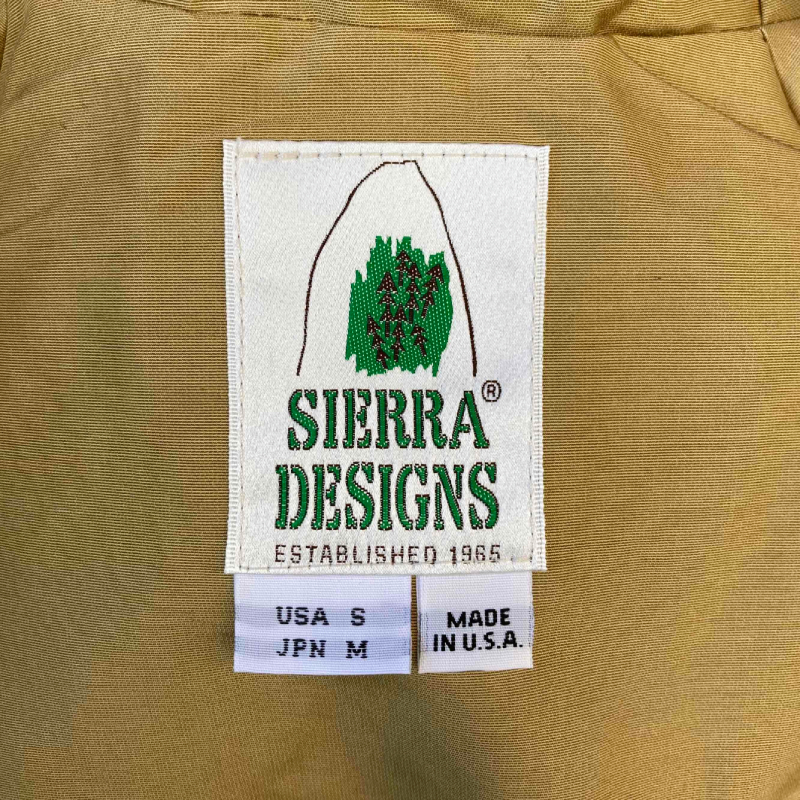 SIERRA®
DESIGNS
ESTABLISHED 1965
USA S
JPN M
MADE
IN U.S.A.